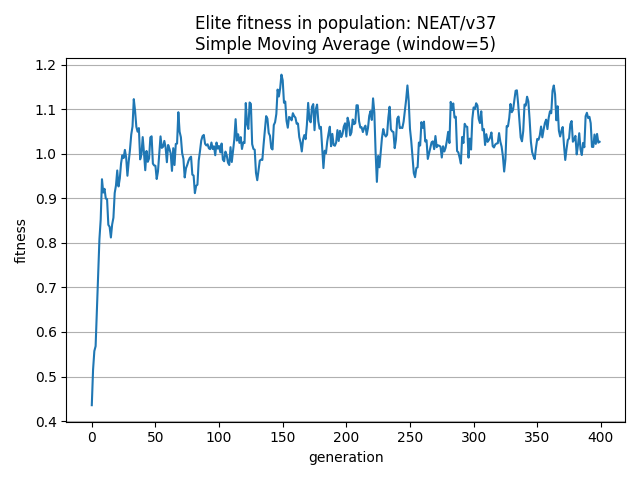 Elite fitness in population: NEAT/v37
Simple Moving Average (window=5)
fitness
1.2
1.1
1.0
0.9
0.8
0.7
0.6
0.5
0.4
0 50 100 150 200 250 300 350 400
generation